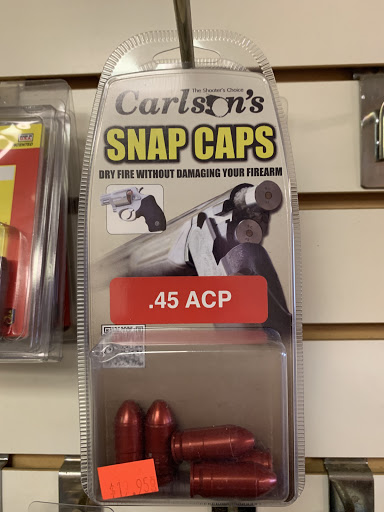 The Shooter's Choice
Carlson's
SNAP CAPS
DRY FIRE WITHOUT DAMAGING YOUR FIREARM
.45 ACP